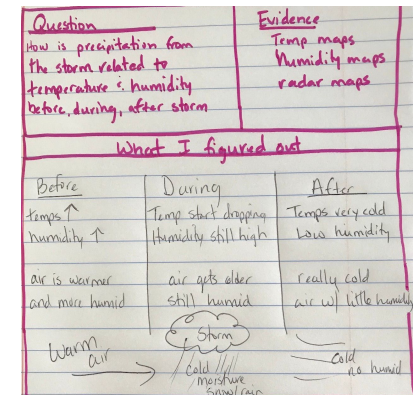 Question
How is precipitation from
the storm related to
temperature & humidity
before, during, after storm
Evidence
Temp maps
Humidity maps
radar maps
What I figured out
Before
temps ↑
humidity ↑
air is warmer
and more humid
During
Temp start dropping
Humidity still high
air gets older
still humid
After
Temps very cold
Low humidity
really cold
air w/ little humidity
Warm
air
Storm
cold
moisture
snow/rain
Cold
no humid